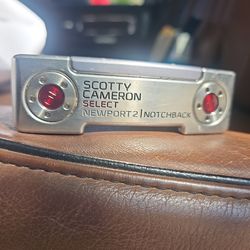 SCOTTY
CAMERON
SELECT
NEWPORT 2 | NOTCHBACK